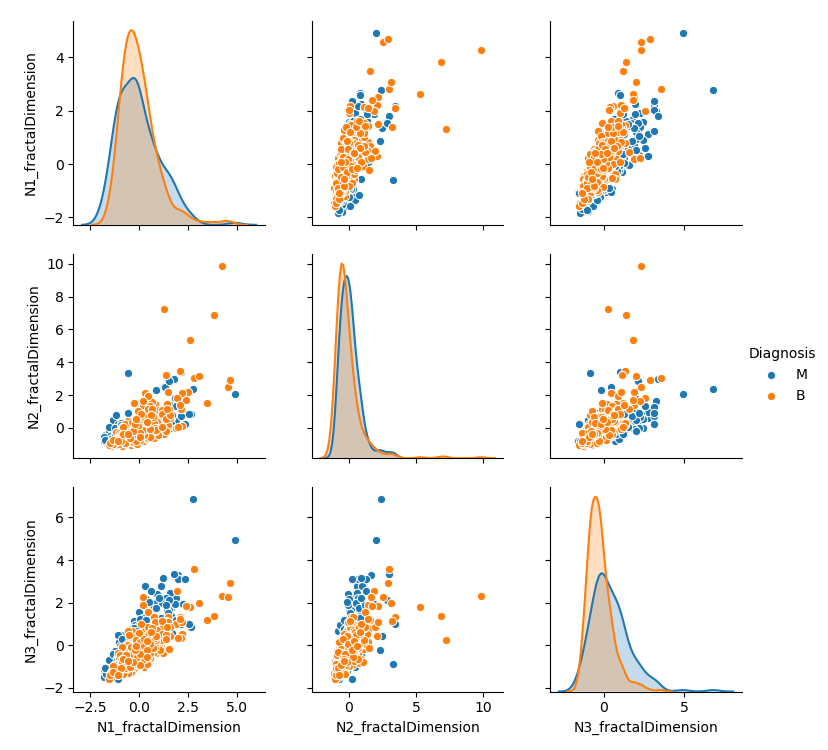 N1_fractalDimension
4
2
0
−2
N2_fractalDimension
10
8
6
4
2
0
Diagnosis
M
B
N3_fractalDimension
6
4
2
0
−2
−2.5 0.0 2.5 5.0
0 5 10
0 5
N1_fractalDimension
N2_fractalDimension
N3_fractalDimension